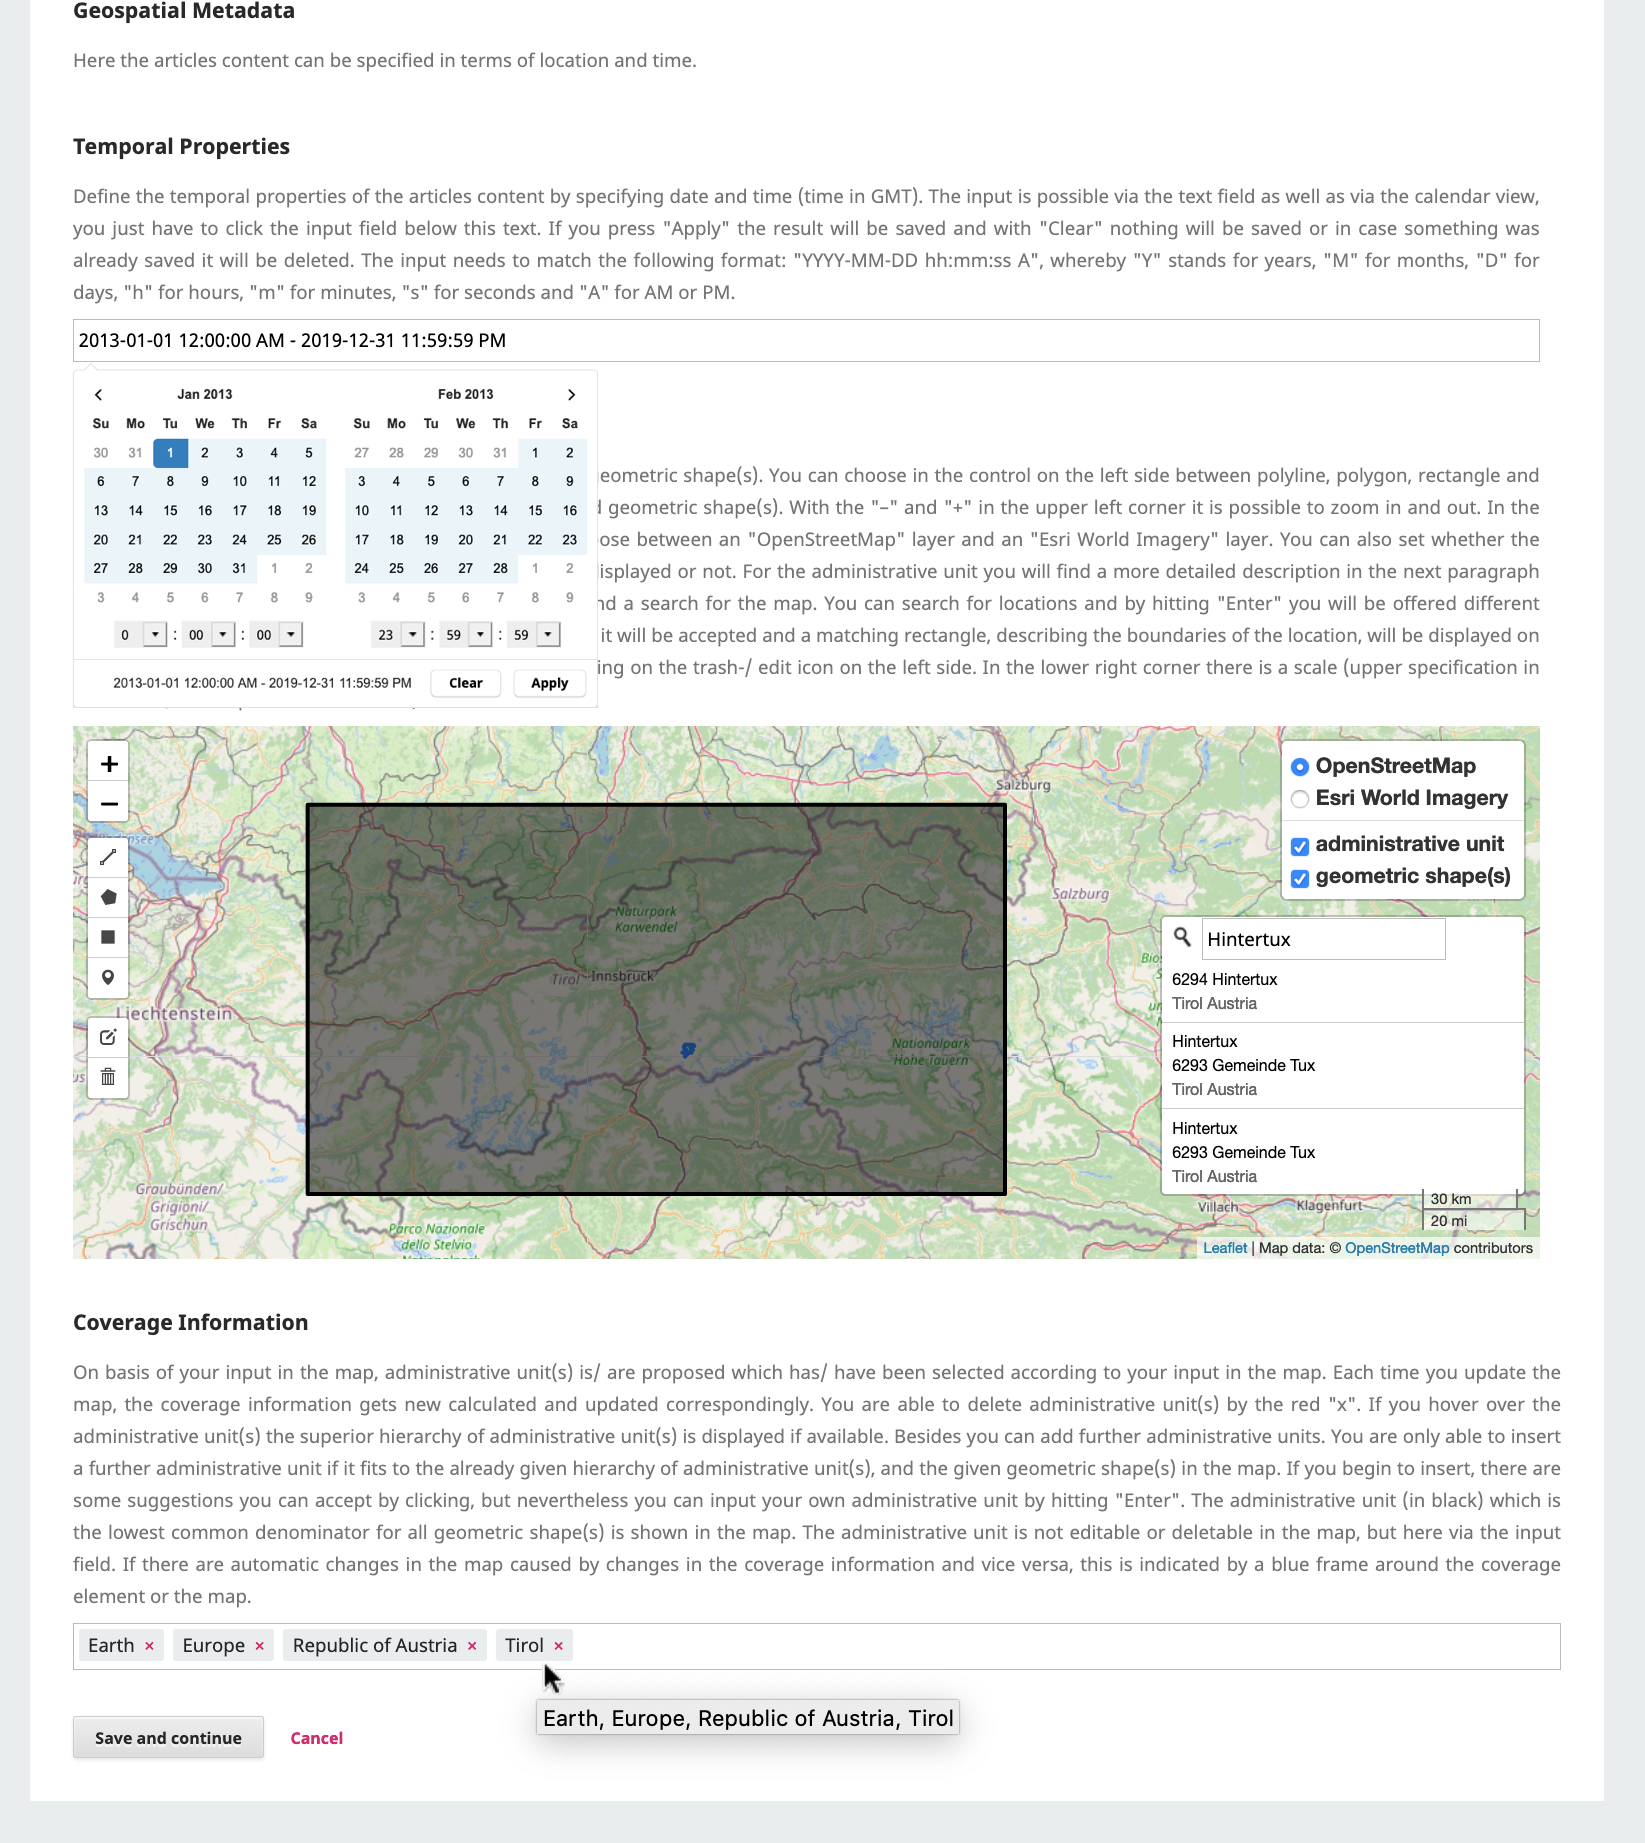 Geospatial Metadata
Here the articles content can be specified in terms of location and time.
Temporal Properties
Define the temporal properties of the articles content by specifying date and time (time in GMT). The input is possible via the text field as well as via the calendar view,
you just have to click the input field below this text. If you press "Apply" the result will be saved and with "Clear" nothing will be saved or in case something was
already saved it will be deleted. The input needs to match the following format: "YYYY-MM-DD hh:mm:ss A", whereby "Y" stands for years, "M" for months, "D" for
days, "h" for hours, "m" for minutes, "s" for seconds and "A" for AM or PM.
2013-01-01 12:00:00 AM - 2019-12-31 11:59:59 PM
Jan 2013
Su Mo Tu We Th Fr Sa
30 31 1 2 3 4 5
6 7 8 9 10 11 12
13 14 15 16 17 18 19
20 21 22 23 24 25 26
27 28 29 30 31 1 2
3 4 5 6 7 8 9
0 : 00 : 00
Feb 2013
Su Mo Tu We Th Fr Sa
27 28 29 30 31 1 2
3 4 5 6 7 8 9
10 11 12 13 14 15 16
17 18 19 20 21 22 23
24 25 26 27 28 1 2
3 4 5 6 7 8 9
23 : 59 : 59
2013-01-01 12:00:00 AM - 2019-12-31 11:59:59 PM Clear Apply
eometric shape(s). You can choose in the control on the left side between polyline, polygon, rectangle and
geometric shape(s). With the "–" and "+" in the upper left corner it is possible to zoom in and out. In the
ose between an "OpenStreetMap" layer and an "Esri World Imagery" layer. You can also set whether the
isplayed or not. For the administrative unit you will find a more detailed description in the next paragraph
nd a search for the map. You can search for locations and by hitting "Enter" you will be offered different
it will be accepted and a matching rectangle, describing the boundaries of the location, will be displayed on
ing on the trash-/ edit icon on the left side. In the lower right corner there is a scale (upper specification in
+
−
Salzburg
Salzburg
Naturpark
Karwendel
Tirol Innsbruck
Liechtenstein
Nationalpark
Hohe Tauern
Graubünden/
Grigioni/
Grischun
Parco Nazionale
dello Stelvio
Villach
Klagenfurt
OpenStreetMap
Esri World Imagery
administrative unit
geometric shape(s)
Hintertux
6294 Hintertux
Tirol Austria
Hintertux
6293 Gemeinde Tux
Tirol Austria
Hintertux
6293 Gemeinde Tux
Tirol Austria
30 km
20 mi
Leaflet | Map data: © OpenStreetMap contributors
Coverage Information
On basis of your input in the map, administrative unit(s) is/ are proposed which has/ have been selected according to your input in the map. Each time you update the
map, the coverage information gets new calculated and updated correspondingly. You are able to delete administrative unit(s) by the red "x". If you hover over the
administrative unit(s) the superior hierarchy of administrative unit(s) is displayed if available. Besides you can add further administrative units. You are only able to insert
a further administrative unit if it fits to the already given hierarchy of administrative unit(s), and the given geometric shape(s) in the map. If you begin to insert, there are
some suggestions you can accept by clicking, but nevertheless you can input your own administrative unit by hitting "Enter". The administrative unit (in black) which is
the lowest common denominator for all geometric shape(s) is shown in the map. The administrative unit is not editable or deletable in the map, but here via the input
field. If there are automatic changes in the map caused by changes in the coverage information and vice versa, this is indicated by a blue frame around the coverage
element or the map.
Earth × Europe × Republic of Austria × Tirol ×
Earth, Europe, Republic of Austria, Tirol
Save and continue Cancel